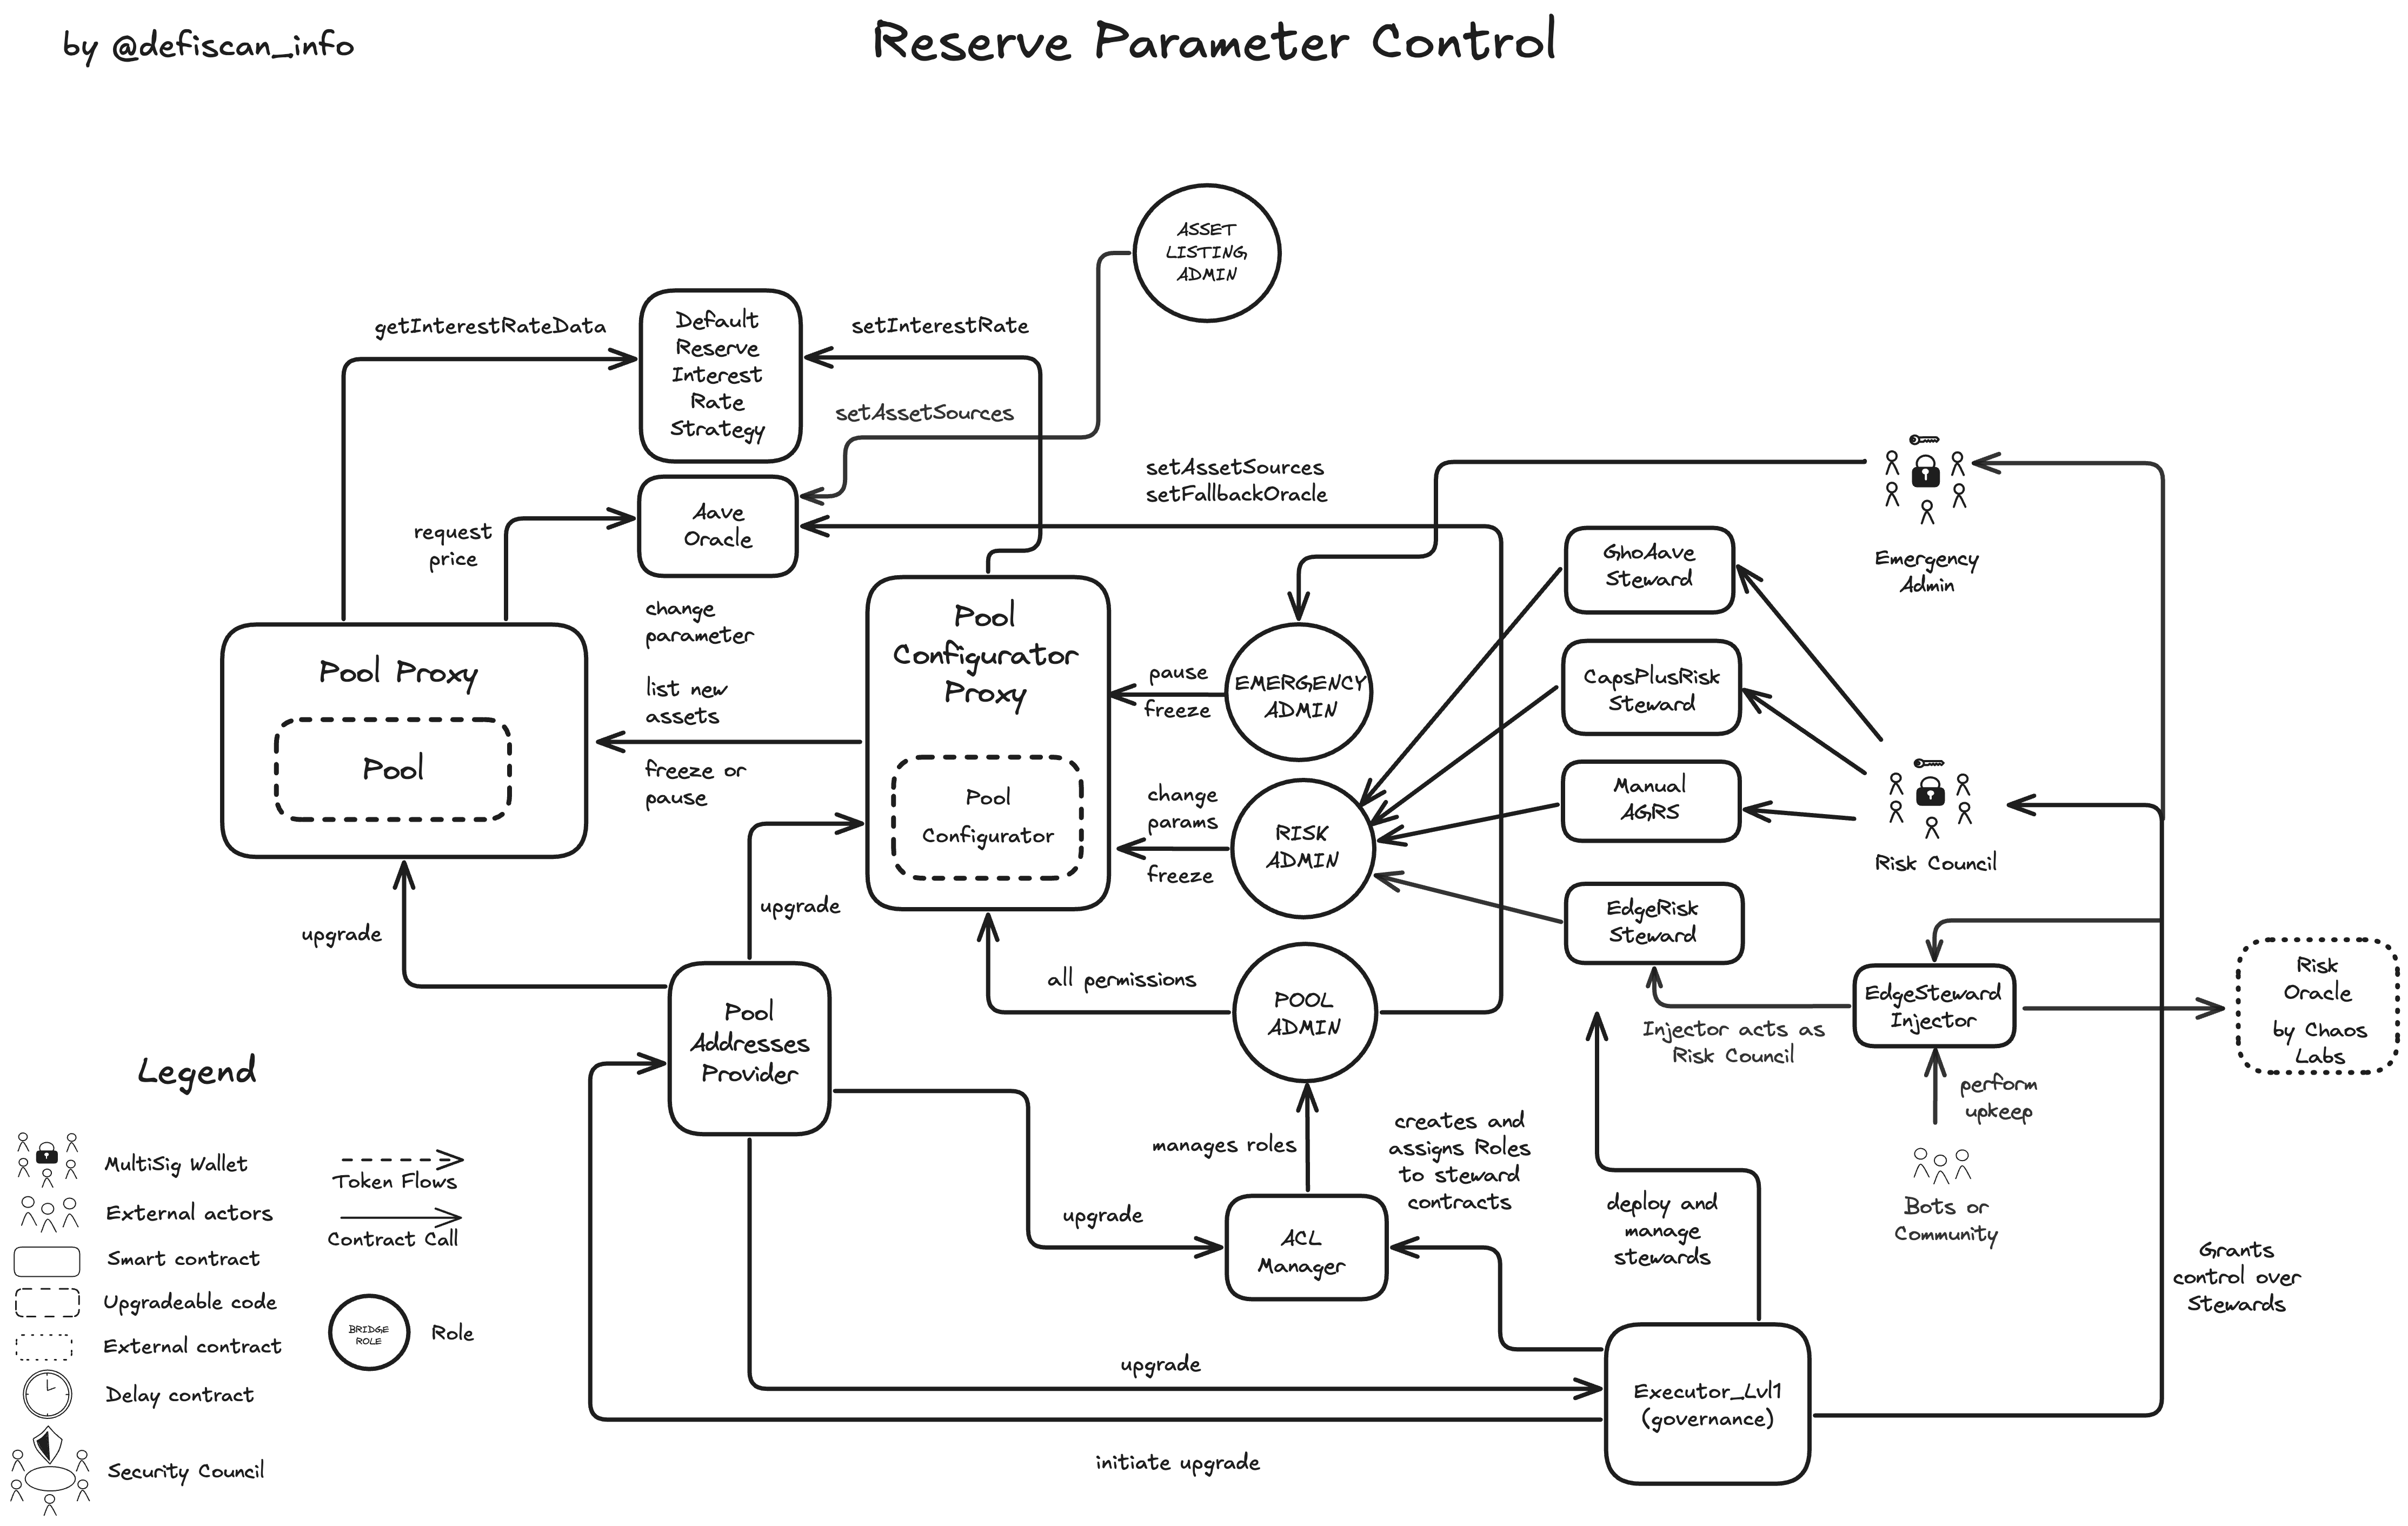 by @defiscan_info
Reserve Parameter Control
ASSET
LISTING
ADMIN
getInterestRateData
Default
Reserve
Interest
Rate
Strategy
setInterestRate
setAssetSources
setAssetSources
setFallbackOracle
request
price
Aave
Oracle
Emergency
Admin
GhoAave
Steward
CapsPlusRisk
Steward
Manual
AGRS
EdgeRisk
Steward
Risk Council
change
parameter
list new
assets
freeze or
pause
Pool Proxy
Pool
Pool
Configurator
Proxy
Pool
Configurator
pause
freeze
EMERGENCY
ADMIN
change
params
freeze
RISK
ADMIN
upgrade
upgrade
all permissions
POOL
ADMIN
Pool
Addresses
Provider
EdgeSteward
Injector
Injector acts as
Risk Council
Risk
Oracle
by Chaos
Labs
perform
upkeep
Bots or
Community
manages roles
creates and
assigns Roles
to steward
contracts
deploy and
manage
stewards
Grants
control over
Stewards
upgrade
ACL
Manager
upgrade
Executor_Lvl1
(governance)
initiate upgrade
Legend
MultiSig Wallet
External actors
Smart contract
Upgradeable code
External contract
Delay contract
Security Council
Token Flows
Contract Call
BRIDGE
ROLE
Role